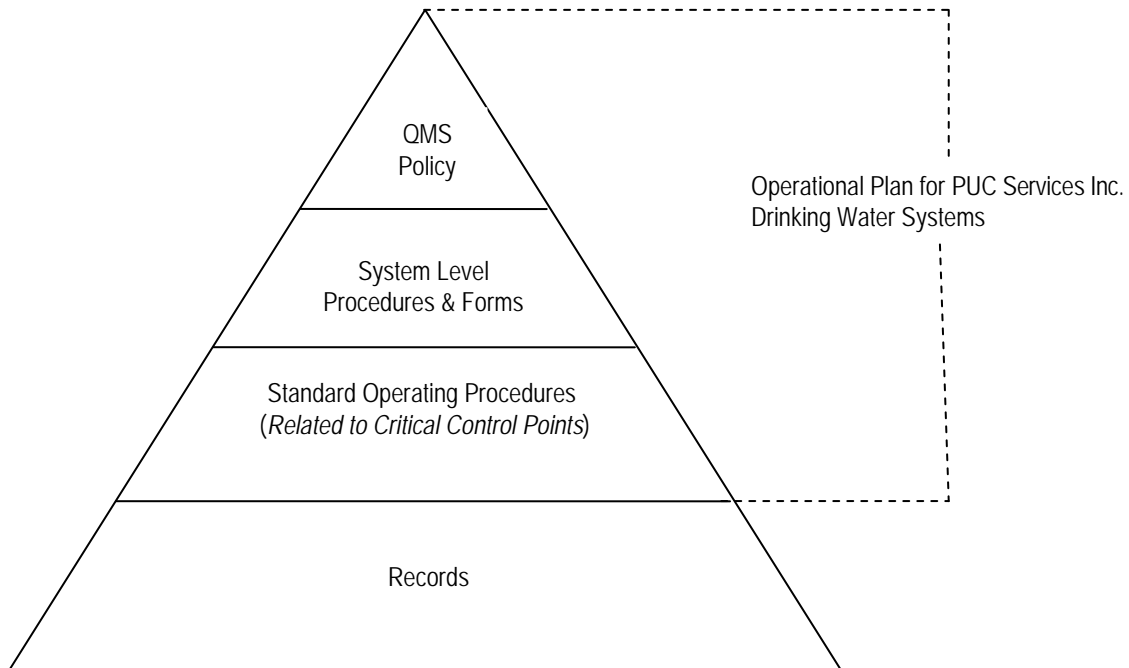 QMS
Policy
Operational Plan for PUC Services Inc.
Drinking Water Systems
System Level
Procedures & Forms
Standard Operating Procedures
(Related to Critical Control Points)
Records